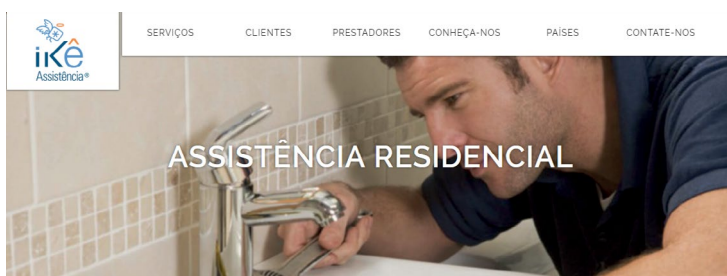 iKê
Assistência®
SERVIÇOS CLIENTES PRESTADORES CONHEÇA-NOS PAÍSES CONTATE-NOS
ASSISTÊNCIA RESIDENCIAL